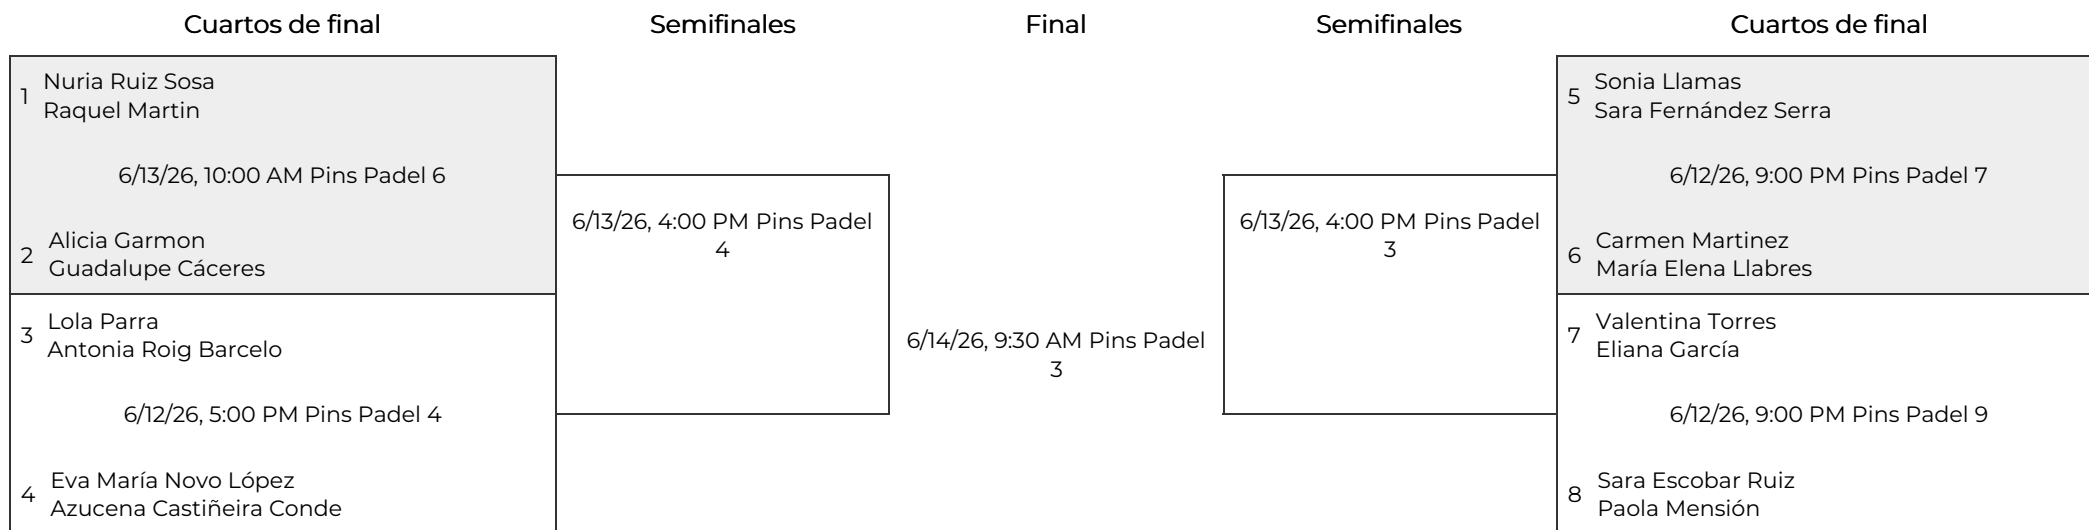 Cuartos de final
Semifinales
Final
Semifinales
Cuartos de final
1
Nuria Ruiz Sosa
Raquel Martin
6/13/26, 10:00 AM Pins Padel 6
2
Alicia Garmon
Guadalupe Cáceres
3
Lola Parra
Antonia Roig Barcelo
6/12/26, 5:00 PM Pins Padel 4
4
Eva María Novo López
Azucena Castiñeira Conde
6/13/26, 4:00 PM Pins Padel
4
6/14/26, 9:30 AM Pins Padel
3
6/13/26, 4:00 PM Pins Padel
3
5
Sonia Llamas
Sara Fernández Serra
6/12/26, 9:00 PM Pins Padel 7
6
Carmen Martinez
María Elena Llabres
7
Valentina Torres
Eliana García
6/12/26, 9:00 PM Pins Padel 9
8
Sara Escobar Ruiz
Paola Mensión